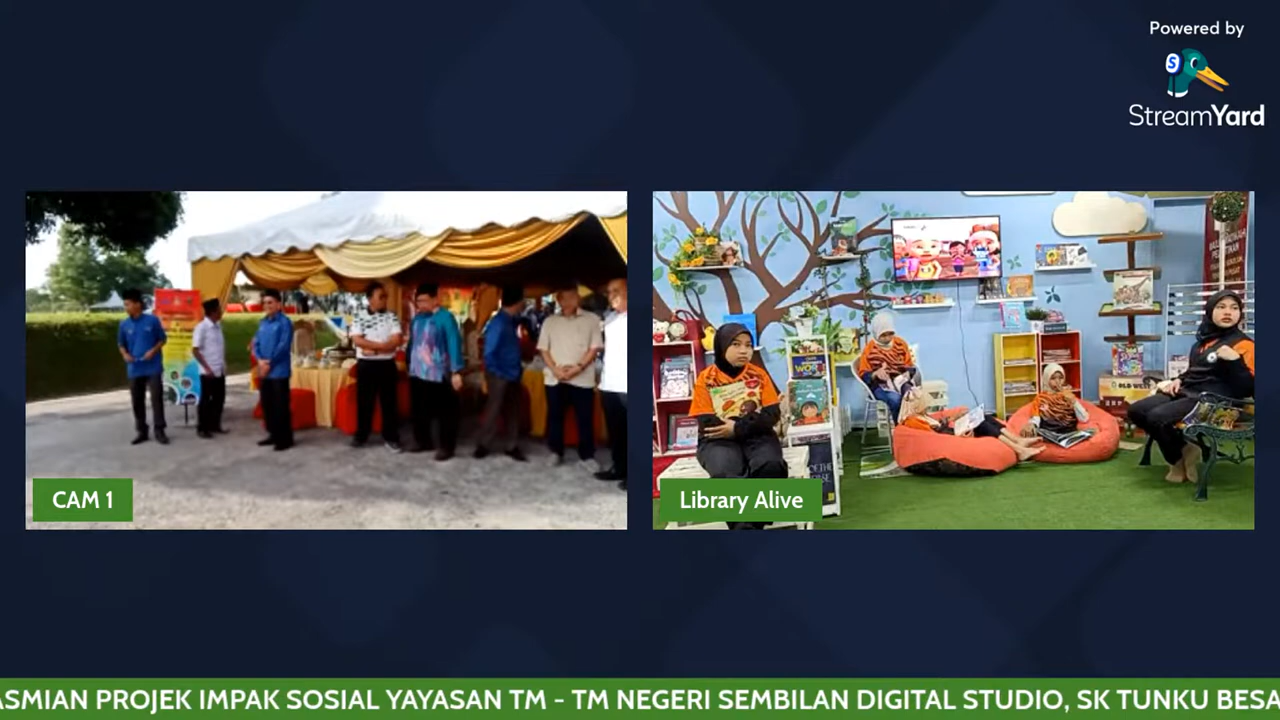 Powered by
StreamYard
CAM 1
Library Alive
ASMIAN PROJEK IMPAK SOSIAL YAYASAN TM - TM NEGERI SEMBILAN DIGITAL STUDIO, SK TUNKU BESA